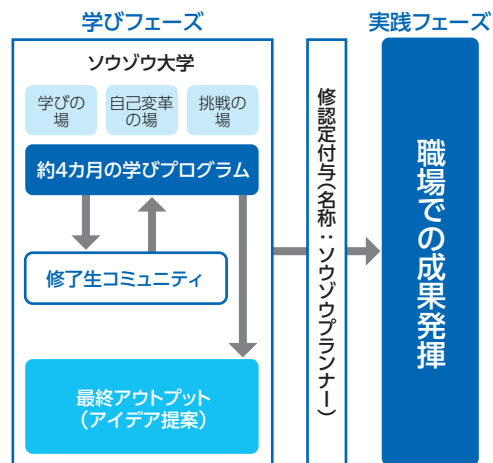 学びフェーズ
実践フェーズ
ソウゾウ大学
学びの
場
自己変革
の場
挑戦の
場
約4カ月の学びプログラム
修了生コミュニティ
最終アウトプット
(アイデア提案)
修認定付与(名称:ソウゾウプランナー)
職場での成果発揮